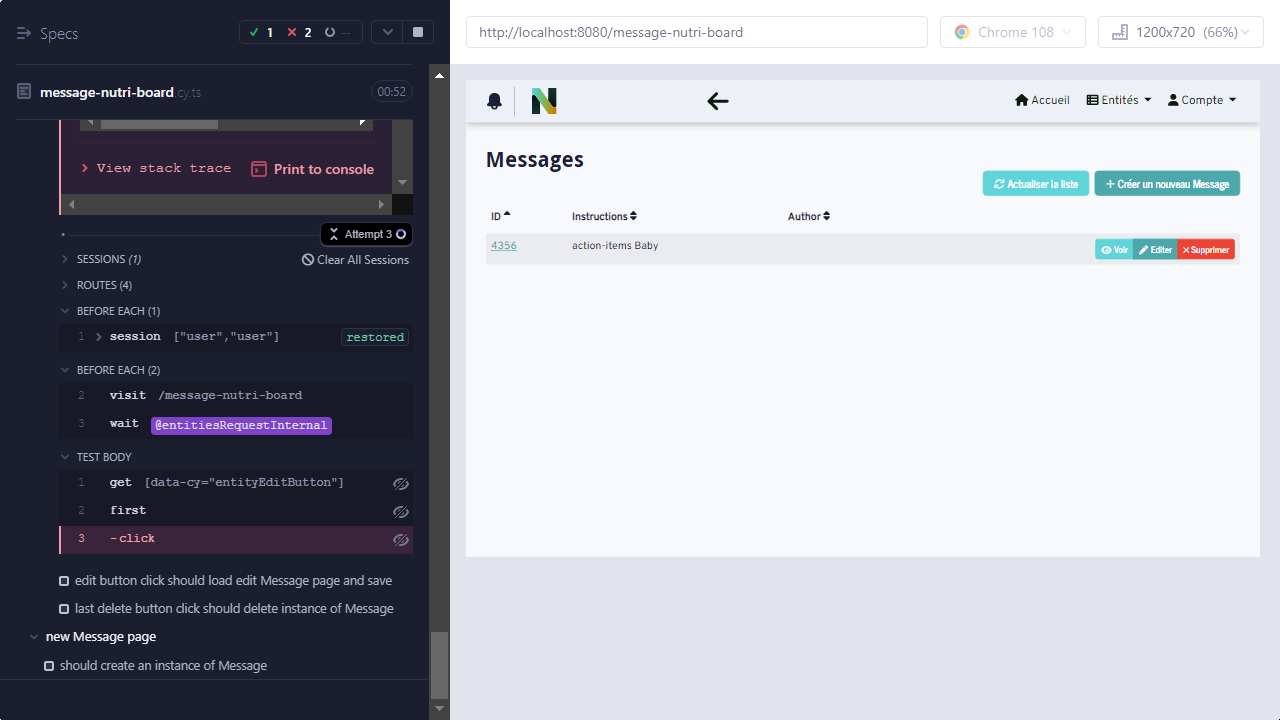 Specs
1
2
--
message-nutri-board.cy.ts
00:52
View stack trace
Print to console
Attempt 3
SESSIONS (1)
Clear All Sessions
ROUTES (4)
BEFORE EACH (1)
1 session ["user","user"] restored
BEFORE EACH (2)
2 visit /message-nutri-board
3 wait @entitiesRequestInternal
TEST BODY
1 get [data-cy="entityEditButton"]
2 first
3 -click
edit button click should load edit Message page and save
last delete button click should delete instance of Message
new Message page
should create an instance of Message
http://localhost:8080/message-nutri-board
Chrome 108
1200x720 (66%)
N
Accueil
Entités
Compte
Messages
Actualiser la liste
Créer un nouveau Message
ID Instructions Author
4356 action-items Baby Voir Editer Supprimer